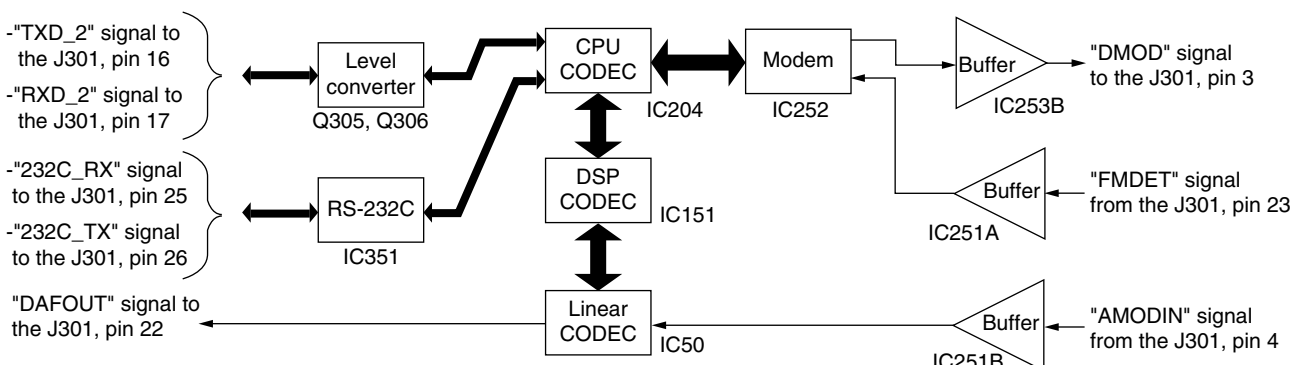 -"TXD_2" signal to
the J301, pin 16
-"RXD_2" signal to
the J301, pin 17
Level
converter
Q305, Q306
CPU
CODEC
IC204
Modem
IC252
Buffer
IC253B
"DMOD" signal
to the J301, pin 3
-"232C_RX" signal
to the J301, pin 25
-"232C_TX" signal
to the J301, pin 26
RS-232C
IC351
DSP
CODEC
IC151
Buffer
IC251A
"FMDET" signal
from the J301, pin 23
"DAFOUT" signal to
the J301, pin 22
Linear
CODEC
IC50
Buffer
IC251B
"AMODIN" signal
from the J301, pin 4